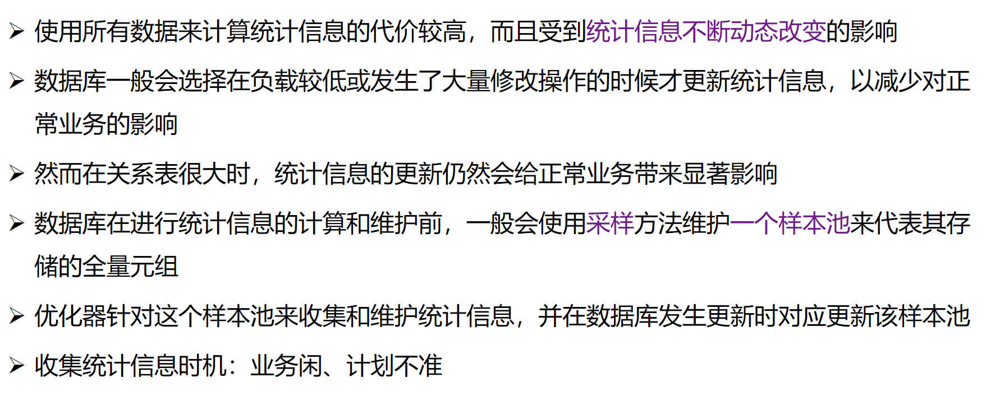 ➢ 使用所有数据来计算统计信息的代价较高，而且受到统计信息不断动态改变的影响
➢ 数据库一般会选择在负载较低或发生了大量修改操作的时候才更新统计信息，以减少对正
常业务的影响
➢ 然而在关系表很大时，统计信息的更新仍然会给正常业务带来显著影响
➢ 数据库在进行统计信息的计算和维护前，一般会使用采样方法维护一个样本池来代表其存
储的全量元组
➢ 优化器针对这个样本池来收集和维护统计信息，并在数据库发生更新时对应更新该样本池
➢ 收集统计信息时机：业务闲、计划不准